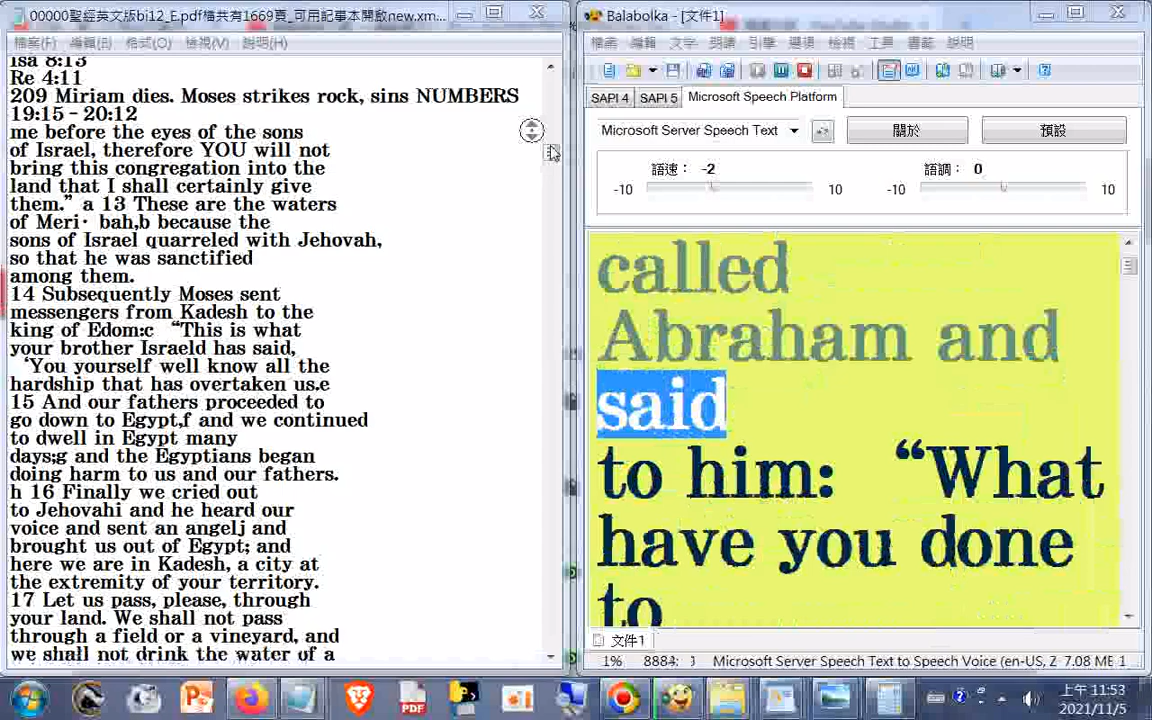 00000聖經英文版bi12_E.pdf檔共有1669頁_可用記事本開啟new.xm...
檔案(F) 編輯(E) 格式(O) 檢視(V) 說明(H)
Isa 8:13
Re 4:11
209 Miriam dies. Moses strikes rock, sins NUMBERS
19:15 – 20:12
me before the eyes of the sons
of Israel, therefore YOU will not
bring this congregation into the
land that I shall certainly give
them.” a 13 These are the waters
of Meri· bah,b because the
sons of Israel quarreled with Jehovah,
so that he was sanctified
among them.
14 Subsequently Moses sent
messengers from Kadesh to the
king of Edom:c “This is what
your brother Israeld has said,
‘You yourself well know all the
hardship that has overtaken us.e
15 And our fathers proceeded to
go down to Egypt,f and we continued
to dwell in Egypt many
days;g and the Egyptians began
doing harm to us and our fathers.
h 16 Finally we cried out
to Jehovahi and he heard our
voice and sent an angelj and
brought us out of Egypt; and
here we are in Kadesh, a city at
the extremity of your territory.
17 Let us pass, please, through
your land. We shall not pass
through a field or a vineyard, and
we shall not drink the water of a
Balabolka - [文件1]
檔案 編輯 文字 朗讀 引擎 選項 檢視 工具 書籤 說明
SAPI 4 SAPI 5 Microsoft Speech Platform
Microsoft Server Speech Text 關於 預設
語速： -2 語調： 0
-10 10 -10 10
called
Abraham and
said
to him: “What
have you done
to
文件1
1% 8884: Microsoft Server Speech Text to Speech Voice (en-US, Z 7.08 ME 1
PDF
上午 11:53
2021/11/5